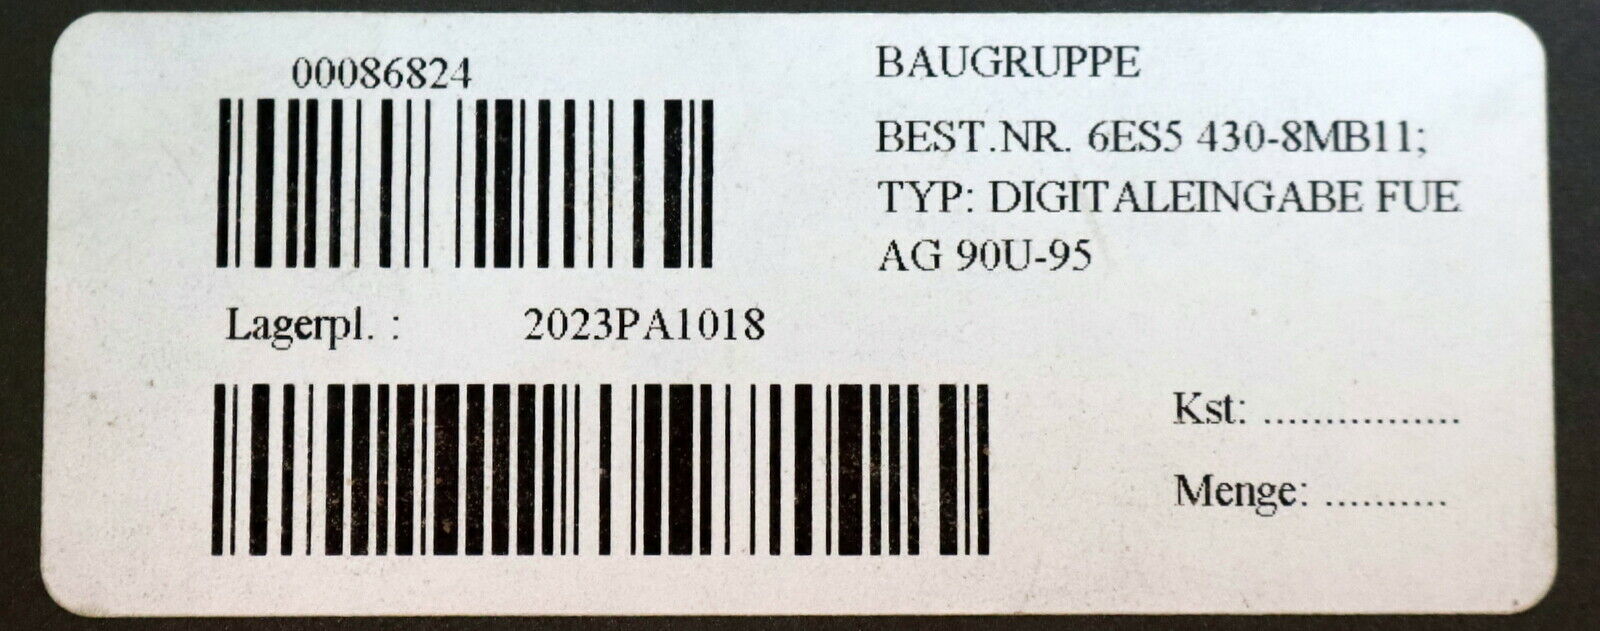 00086824
BAUGRUPPE
BEST.NR. 6ES5 430-8MB11;
TYP: DIGITALEINGABE FUE
AG 90U-95
Lagerpl. : 2023PA1018
Kst: ................
Menge: ..........